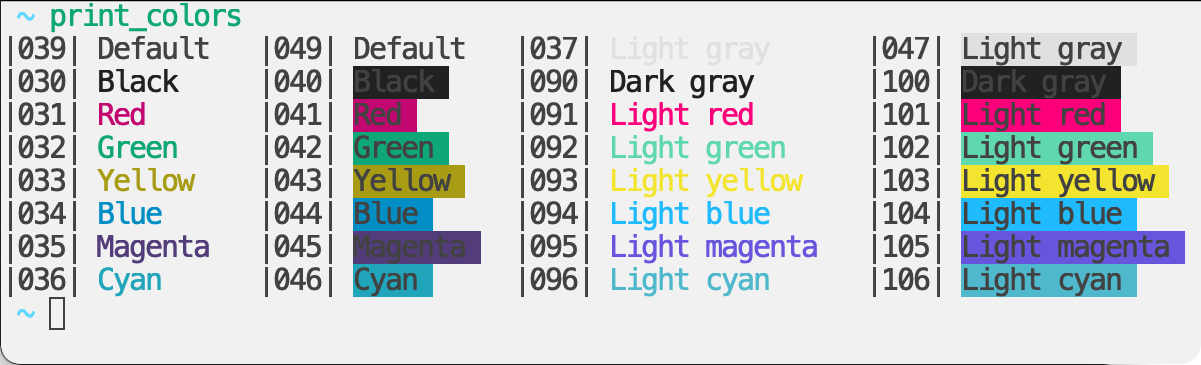 ~ print_colors
|039| Default |049| Default |037| Light gray |047| Light gray
|030| Black |040| Black |090| Dark gray |100| Dark gray
|031| Red |041| Red |091| Light red |101| Light red
|032| Green |042| Green |092| Light green |102| Light green
|033| Yellow |043| Yellow |093| Light yellow |103| Light yellow
|034| Blue |044| Blue |094| Light blue |104| Light blue
|035| Magenta |045| Magenta |095| Light magenta |105| Light magenta
|036| Cyan |046| Cyan |096| Light cyan |106| Light cyan
~